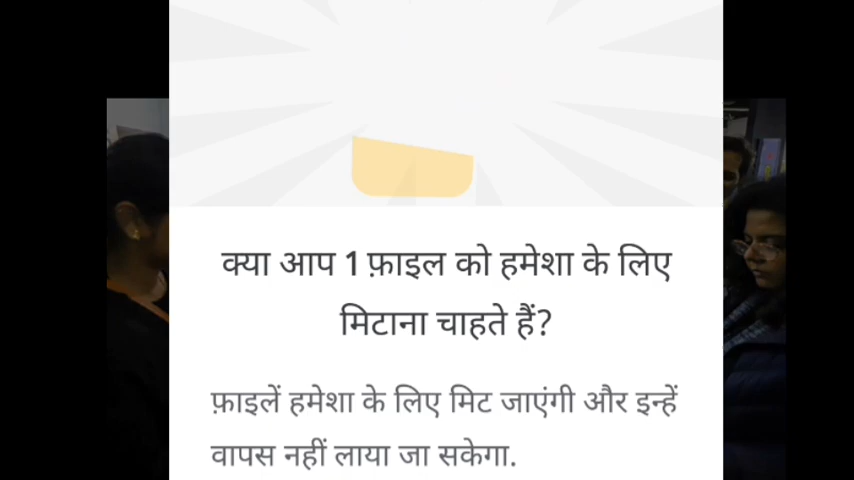 क्या आप 1 फ़ाइल को हमेशा के लिए
मिटाना चाहते हैं?
फ़ाइलें हमेशा के लिए मिट जाएंगी और इन्हें
वापस नहीं लाया जा सकेगा.